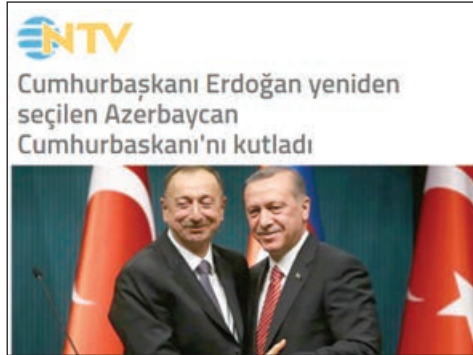 NTV
Cumhurbaşkanı Erdoğan yeniden
seçilen Azerbaycan
Cumhurbaskanı'nı kutladı